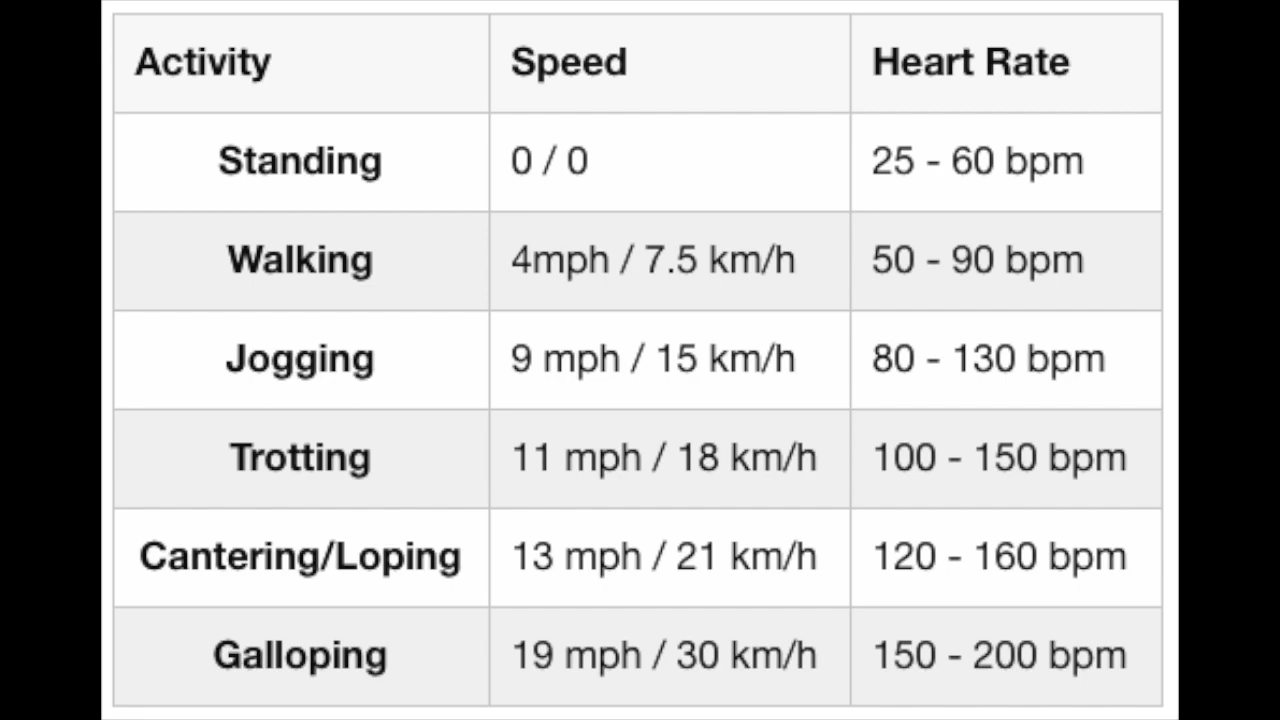 Activity Speed Heart Rate
Standing 0 / 0 25 - 60 bpm
Walking 4mph / 7.5 km/h 50 - 90 bpm
Jogging 9 mph / 15 km/h 80 - 130 bpm
Trotting 11 mph / 18 km/h 100 - 150 bpm
Cantering/Loping 13 mph / 21 km/h 120 - 160 bpm
Galloping 19 mph / 30 km/h 150 - 200 bpm